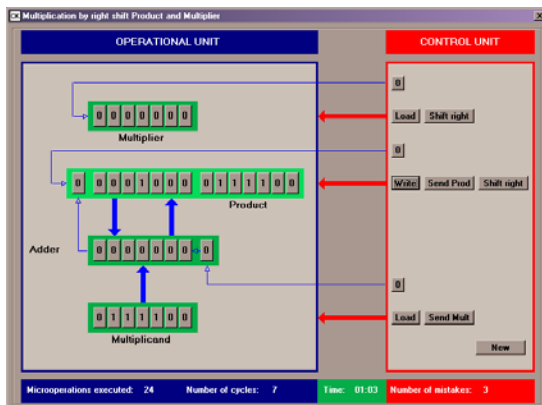 Multiplication by right shift Product and Multiplier
OPERATIONAL UNIT
CONTROL UNIT
0
0 0 0 0 0 0 0
Load Shift right
Multiplier
0
0 0 0 0 1 0 0 0 0 1 1 1 1 0 0
Write Send Prod Shift right
Product
Adder
0 0 0 0 0 0 0 0
0
0 1 1 1 1 0 0
Load Send Mult
Multiplicand
New
Microoperations executed: 24 Number of cycles: 7 Time: 01:03 Number of mistakes: 3